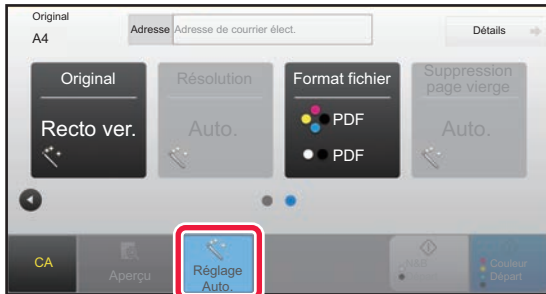 Original
A4
Adresse
Adresse de courrier élect.
Détails
Original
Recto ver.
Résolution
Auto.
Format fichier
PDF
PDF
Suppression
page vierge
Auto.
CA
Aperçu
Réglage
Auto.
Couleur
Départ